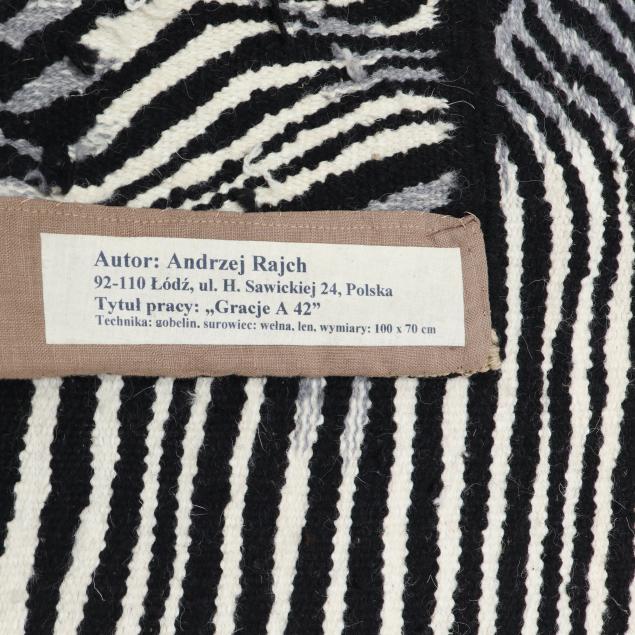 Autor: Andrzej Rajch
92-110 Łódź, ul. H. Sawickiej 24, Polska
Tytuł pracy: „Gracje A 42”
Technika: gobelin, surowiec: wełna, len, wymiary: 100 x 70 cm